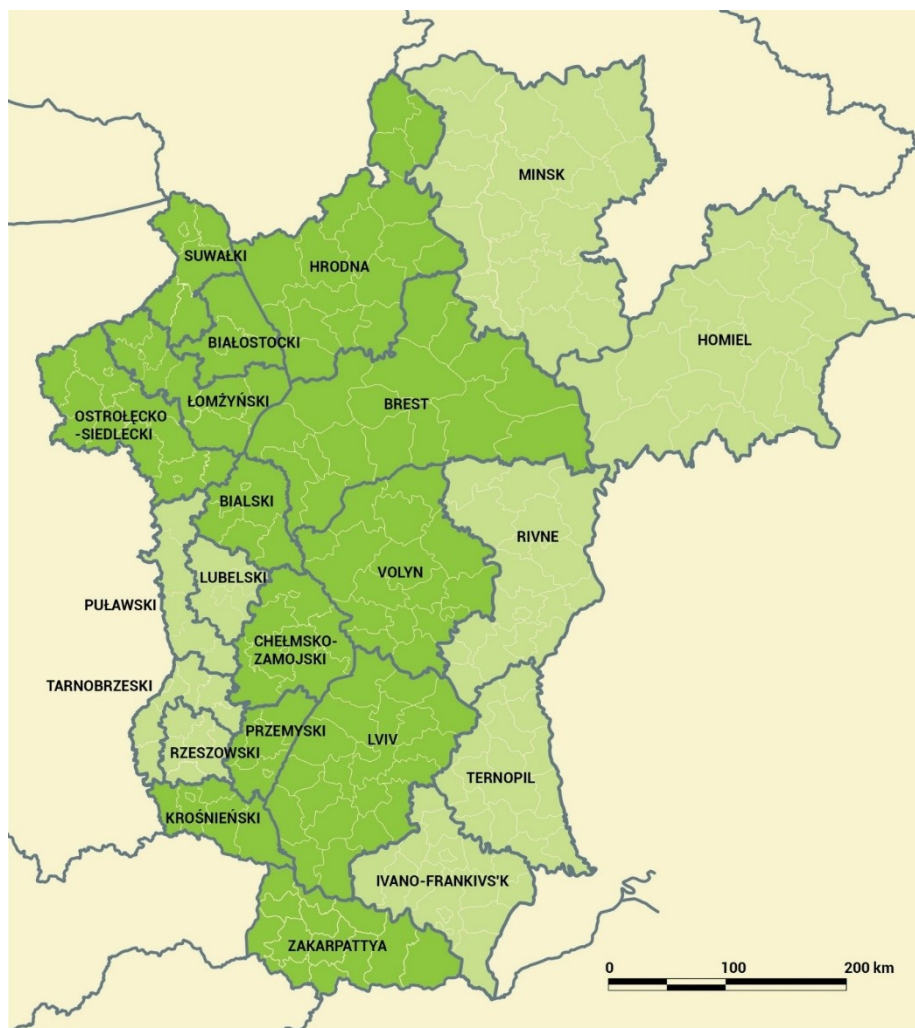 MINSK
SUWAŁKI
HRODNA
BIAŁOSTOCKI
HOMIEL
ŁOMŻYŃSKI
BREST
OSTROŁĘCKO
-SIEDLECKI
BIALSKI
RIVNE
LUBELSKI
VOLYN
PUŁAWSKI
CHEŁMSKO-
ZAMOJSKI
TARNOBRZESKI
PRZEMYSKI
LVIV
RZESZOWSKI
TERNOPIL
KROŚNIEŃSKI
IVANO-FRANKIVS'K
ZAKARPATTYA
0 100 200 km